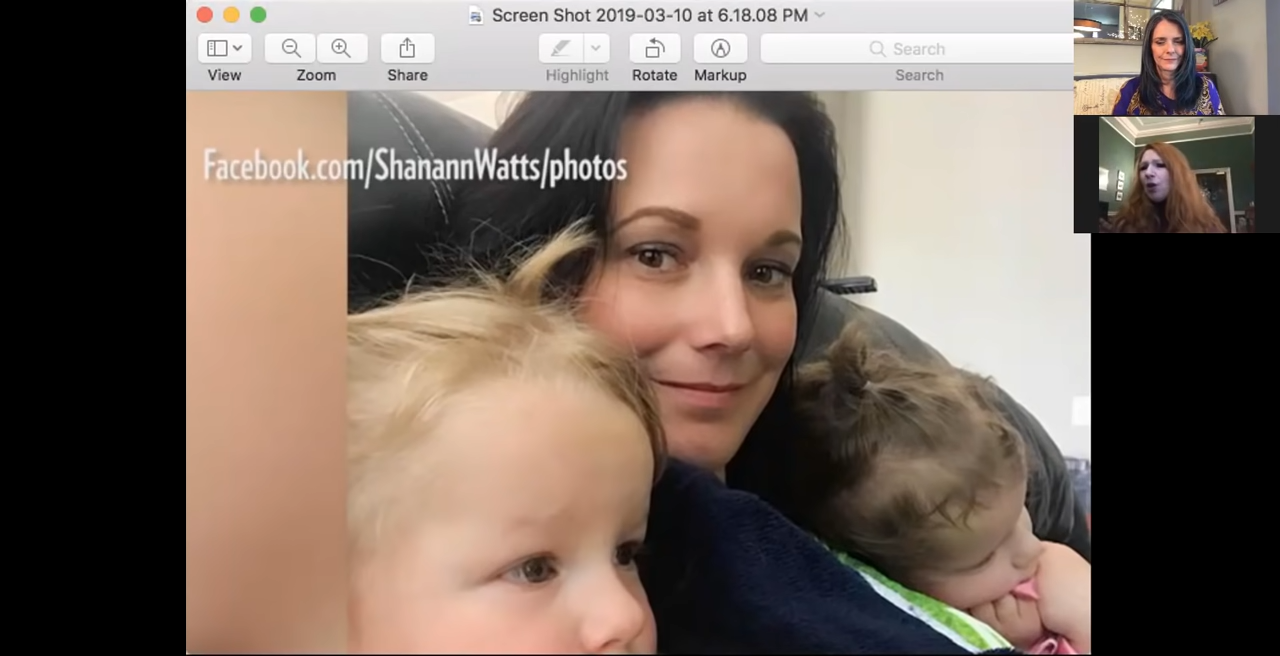 Screen Shot 2019-03-10 at 6.18.08 PM
Search
View
Zoom
Share
Highlight
Rotate
Markup
Search
Facebook.com/ShanannWatts/photos